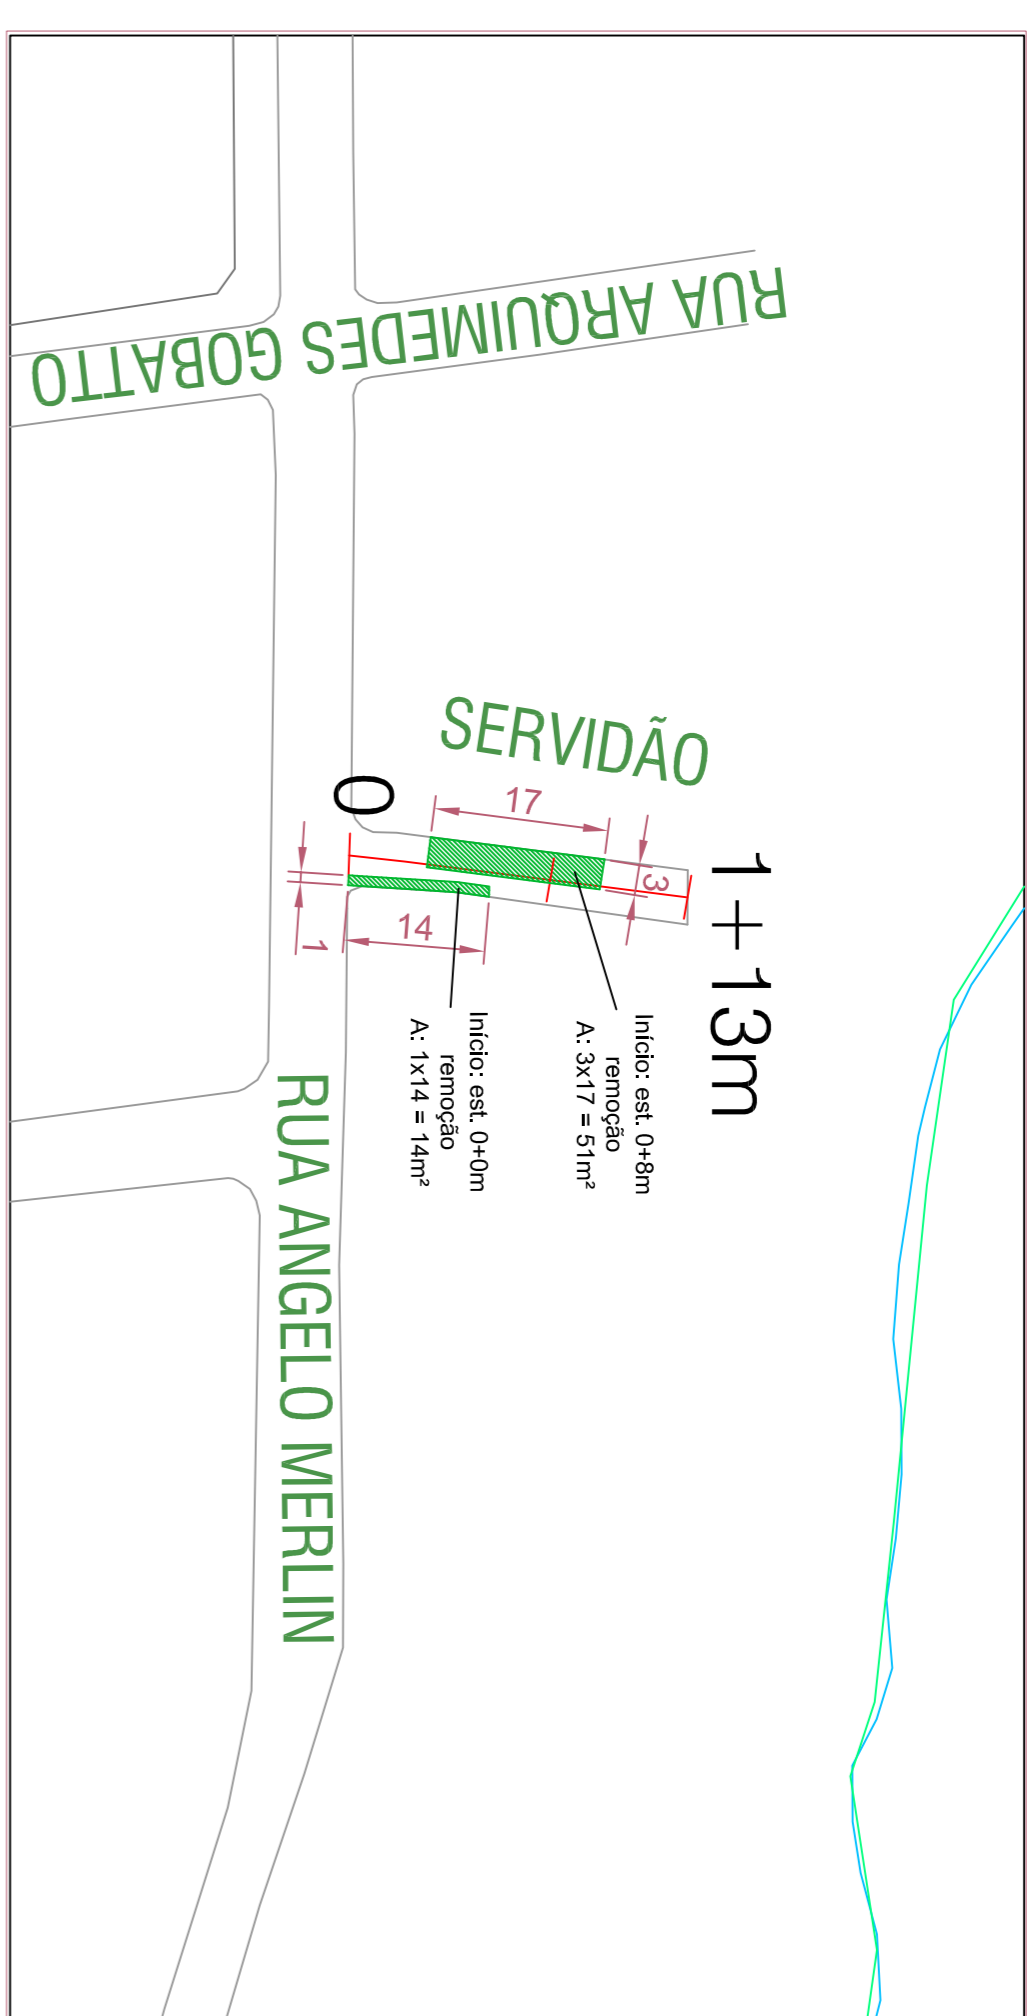 RUA ARQUIMEDES GOBATTO
SERVIDÃO
0
1+13m
17
3
14
1
Início: est. 0+8m
remoção
A: 3x17 = 51m²
Início: est. 0+0m
remoção
A: 1x14 = 14m²
RUA ANGELO MERLIN